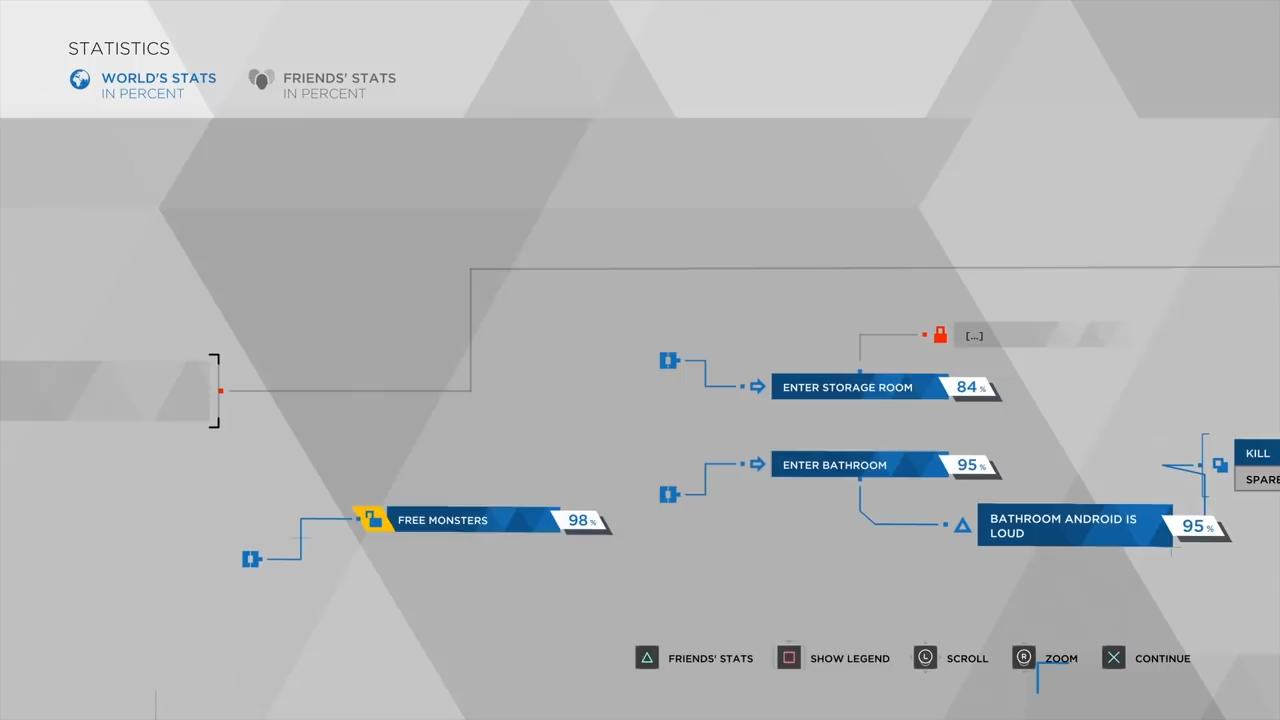 STATISTICS
WORLD'S STATS
IN PERCENT
FRIENDS' STATS
IN PERCENT
[...]
ENTER STORAGE ROOM 84 %
ENTER BATHROOM 95 %
KILL
SPARE
FREE MONSTERS 98 %
BATHROOM ANDROID IS
LOUD
95 %
FRIENDS' STATS
SHOW LEGEND
L
SCROLL
R
ZOOM
CONTINUE